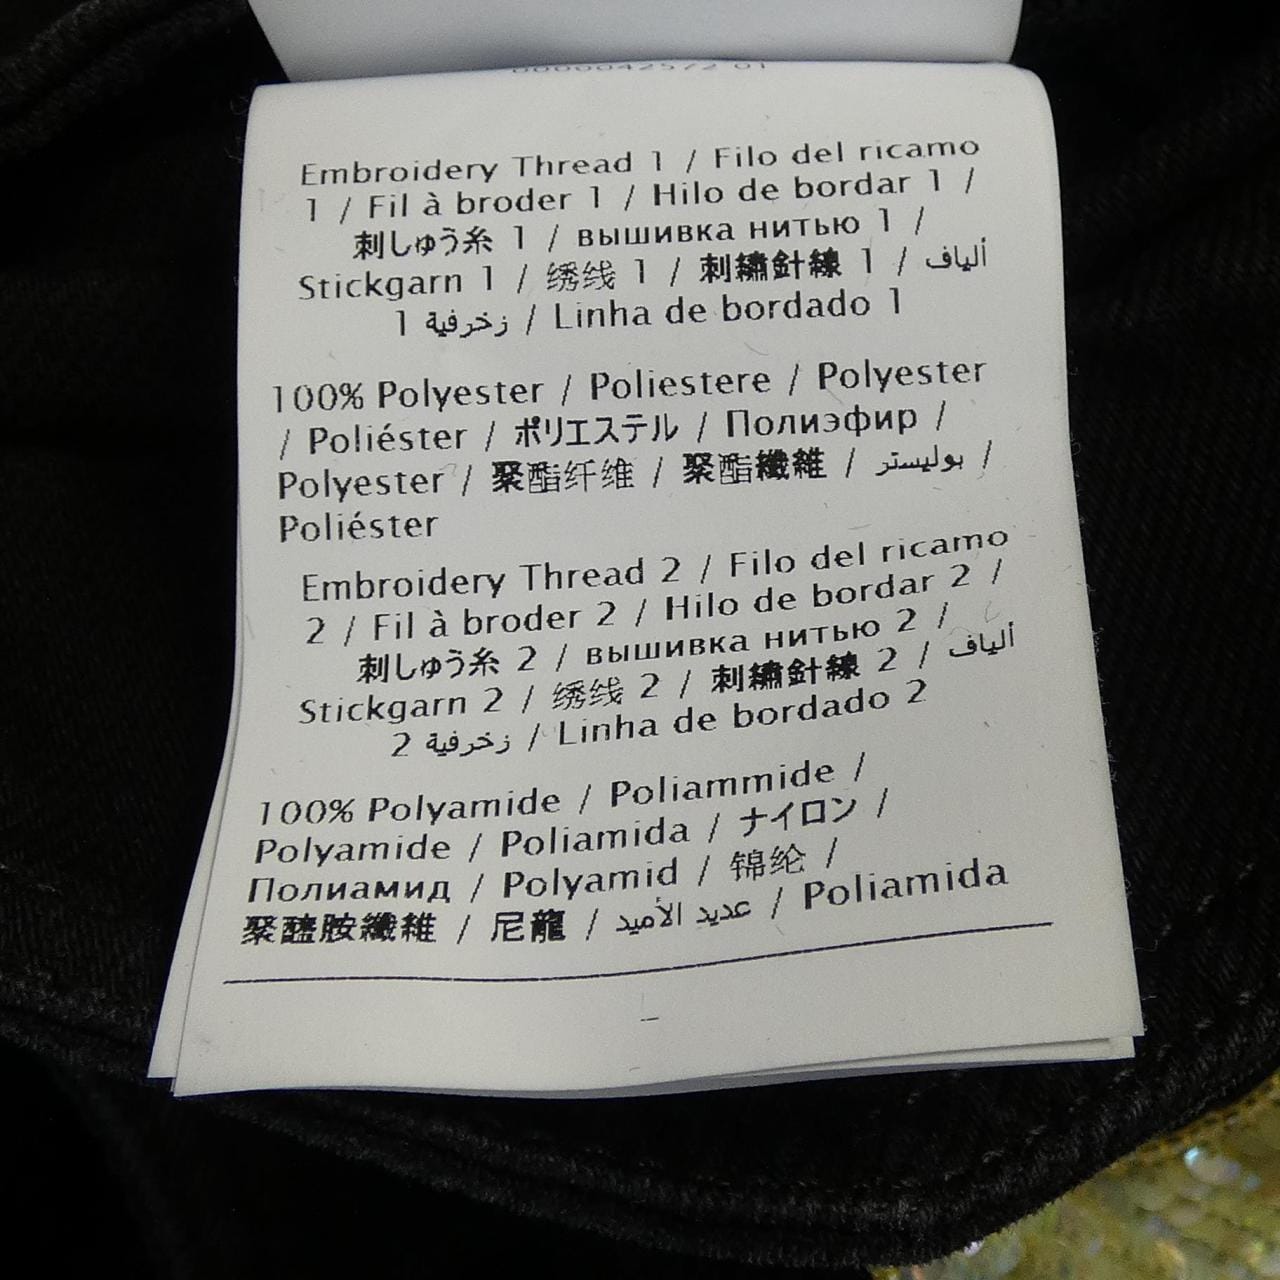 0000042572 01
Embroidery Thread 1 / Filo del ricamo
1 / Fil à broder 1 / Hilo de bordar 1 /
刺しゅう糸 1 / вышивка нитью 1 /
Stickgarn 1 / 绣线 1 / 刺繡針線 1 / ألياف
زخرفية 1 / Linha de bordado 1
100% Polyester / Poliestere / Polyester
/ Poliéster / ポリエステル / Полиэфир /
Polyester / 聚酯纤维 / 聚酯纖維 / بوليستر /
Poliéster
Embroidery Thread 2 / Filo del ricamo
2 / Fil à broder 2 / Hilo de bordar 2 /
刺しゅう糸 2 / вышивка нитью 2 /
Stickgarn 2 / 绣线 2 / 刺繡針線 2 / ألياف
زخرفية 2 / Linha de bordado 2
100% Polyamide / Poliammide /
Polyamide / Poliamida / ナイロン /
Полиамид / Polyamid / 锦纶 /
聚醯胺纖維 / 尼龍 / عديد الأميد / Poliamida